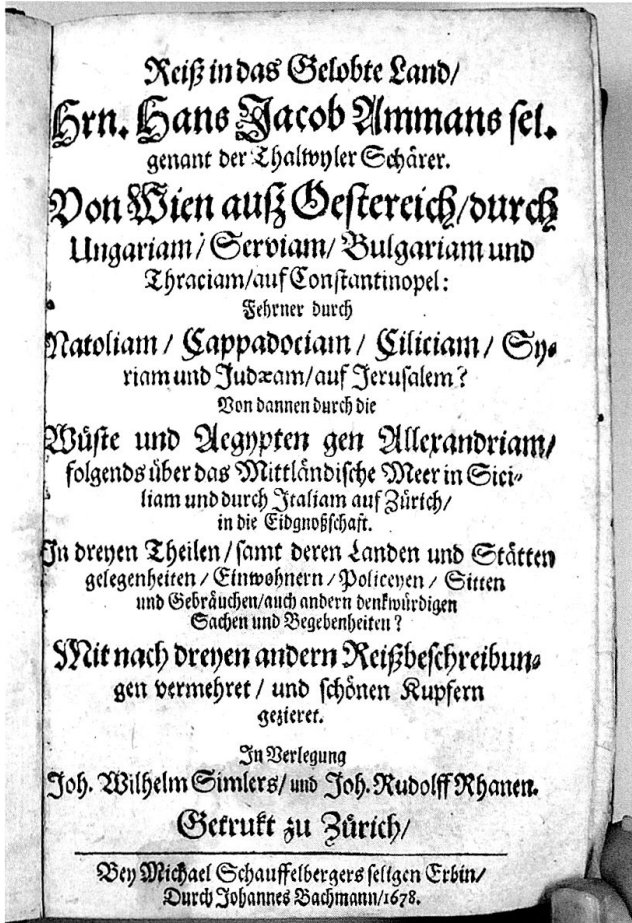 Reiß in das Gelobte Land/
Hrn. Hans Jacob Ammans sel.
genant der Thalwyler Schärer.
Von Wien auß Oestereich/durch
Ungariam/ Serviam/ Bulgariam und
Thraciam/auf Constantinopel:
Fehrner durch
Natoliam / Cappadociam / Ciliciam / Sy-
riam und Judæam/auf Jerusalem?
Von dannen durch die
Wüste und Aegypten gen Allexandriam/
folgends über das Mittländische Meer in Sici-
liam und durch Italiam auf Zürich/
in die Eidgnoßschaft.
In dreyen Theilen/samt deren Landen und Stätten
gelegenheiten/Einwohnern/Policeyen/ Sitten
und Gebräuchen/auch andern denkwürdigen
Sachen und Begebenheiten?
Mit nach dreyen andern Reißbeschreibun-
gen vermehret / und schönen Kupfern
gezieret.
In Verlegung
Joh. Wilhelm Simlers/und Joh. Rudolff Rhanen.
Getrukt zu Zürich/
Bey Michael Schauffelbergers seligen Erbin/
Durch Johannes Bachmann/1678.